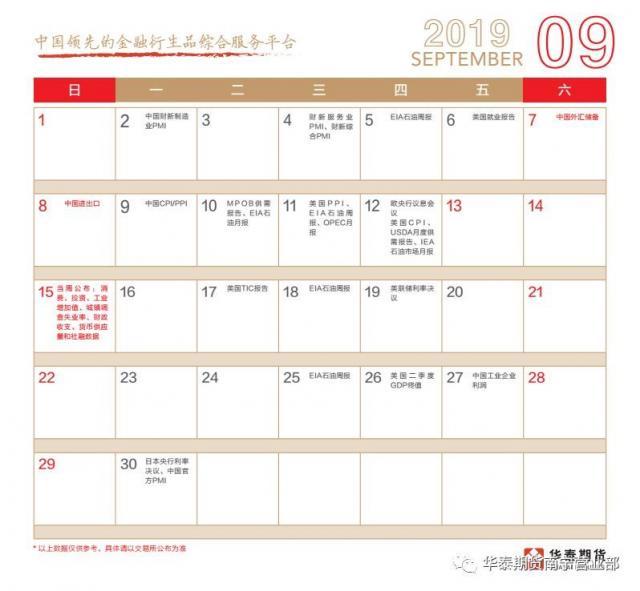 中国领先的金融衍生品综合服务平台
2019
SEPTEMBER
09
日 一 二 三 四 五 六
1
2 中国财新制造
业PMI
3
4 财新服务业
PMI、财新综
合PMI
5 EIA石油周报
6 美国就业报告
7 中国外汇储备
8 中国进出口
9 中国CPI/PPI
10 MPOB供需
报告、EIA石
油月报
11 美国PPI、
EIA石油周
报、OPEC月
报
12 欧央行议息会
议
美国CPI、
USDA月度供
需报告、IEA
石油市场月报
13
14
15 当周公布：消
费、投资、工业
增加值、城镇调
查失业率、财政
收支、货币供应
量和社融数据
16
17 美国TIC报告
18 EIA石油周报
19 美联储利率决
议
20
21
22
23
24
25 EIA石油周报
26 美国二季度
GDP终值
27 中国工业企业
利润
28
29
30 日本央行利率
决议、中国官
方PMI
* 以上数据仅供参考，具体请以交易所公布为准
华泰期货
华泰期货南宁营业部